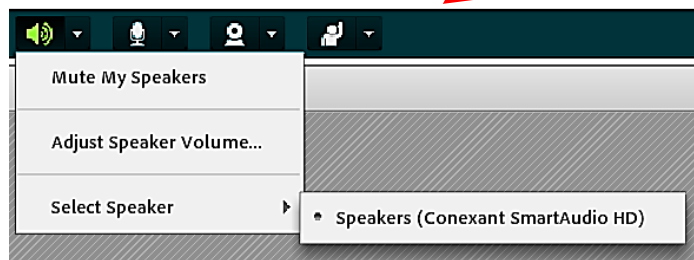 Mute My Speakers
Adjust Speaker Volume...
Select Speaker
Speakers (Conexant SmartAudio HD)